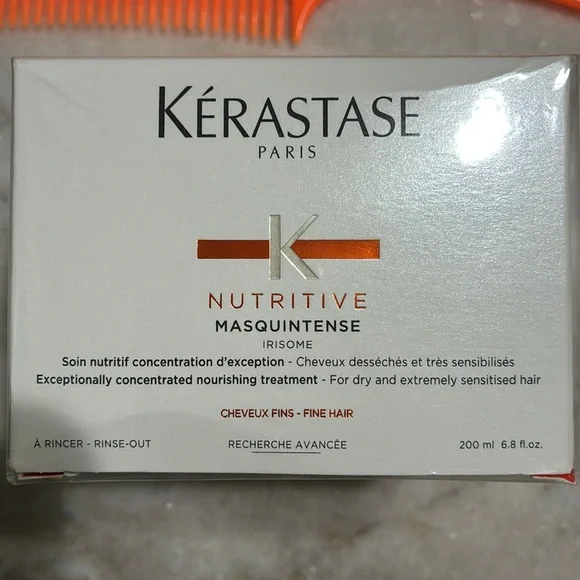 KÉRASTASE
PARIS
K
NUTRITIVE
MASQUINTENSE
IRISOME
Soin nutritif concentration d'exception - Cheveux desséchés et très sensibilisés
Exceptionally concentrated nourishing treatment - For dry and extremely sensitised hair
CHEVEUX FINS - FINE HAIR
À RINCER - RINSE-OUT RECHERCHE AVANCÉE 200 ml 6.8 fl.oz.